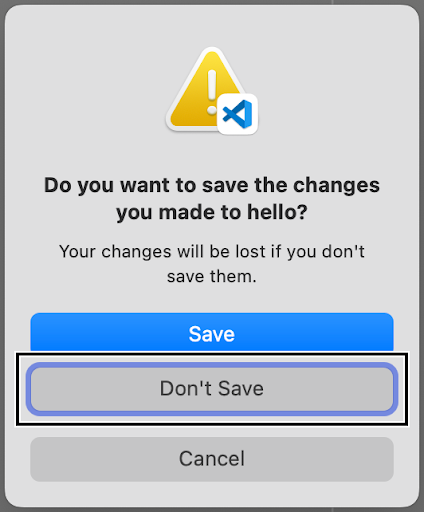 Do you want to save the changes
you made to hello?
Your changes will be lost if you don't
save them.
Save
Don't Save
Cancel